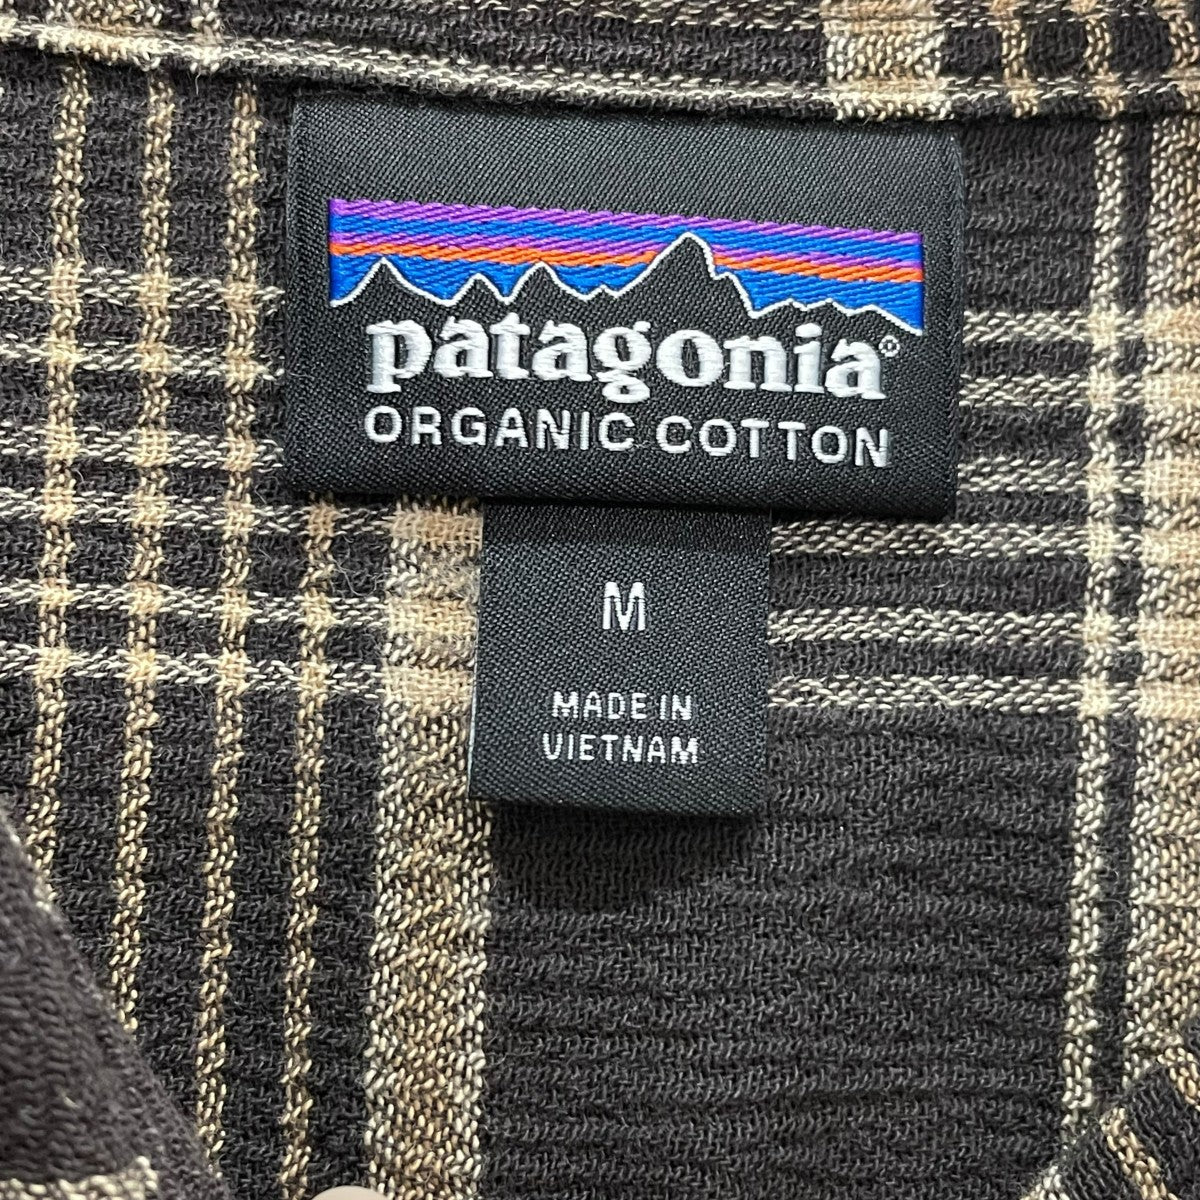 patagonia®
ORGANIC COTTON
M
MADE IN
VIETNAM